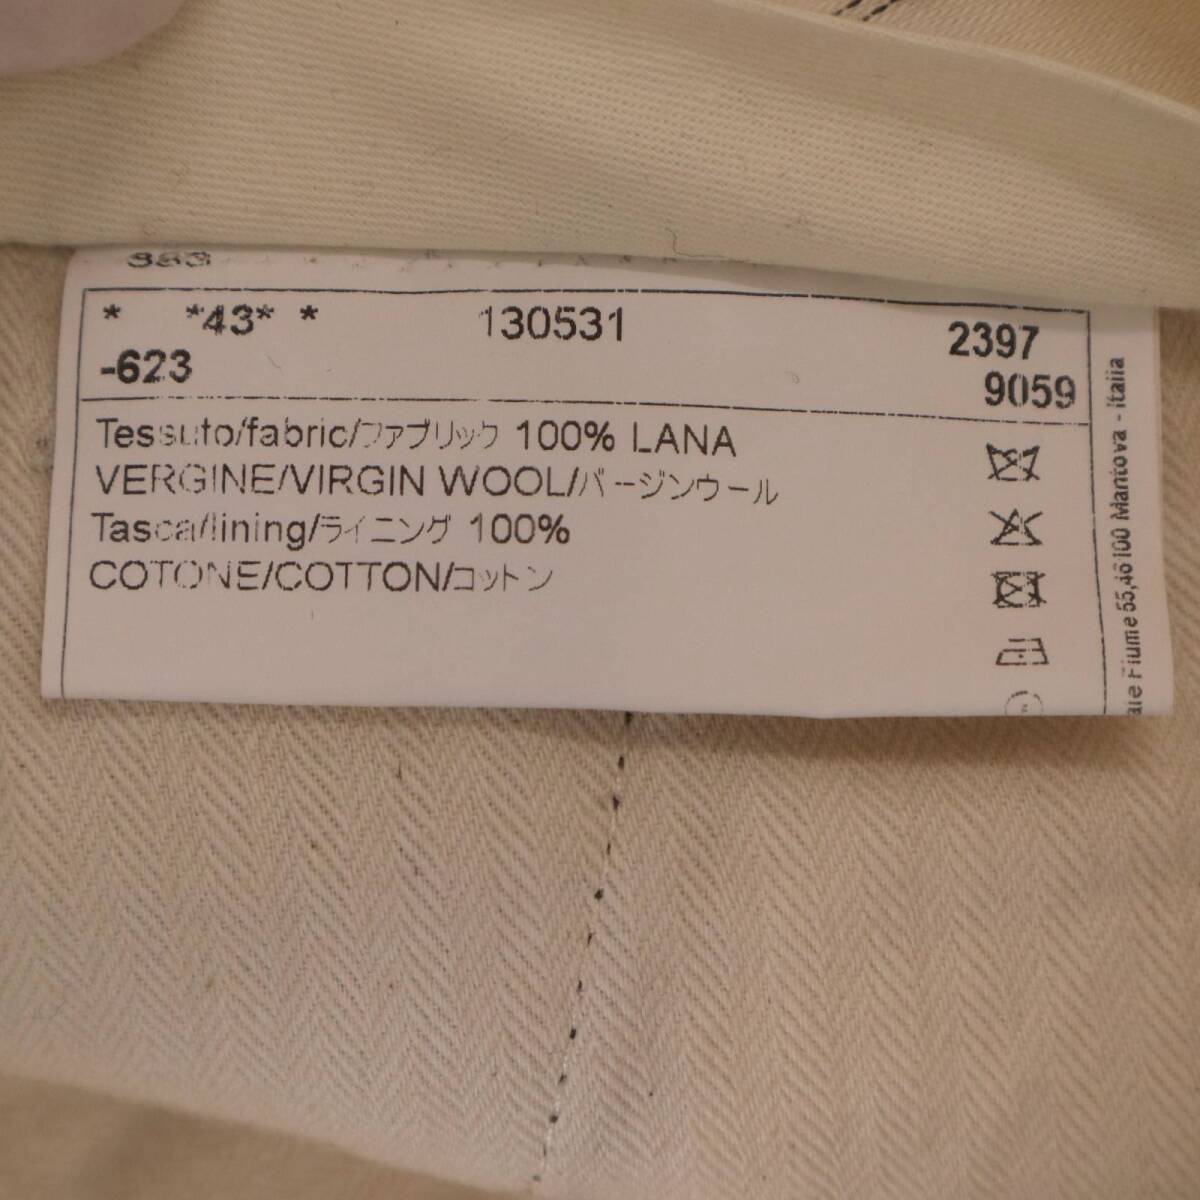 * *43* * 130531 2397
-623 9059
Tessuto/fabric/ファブリック 100% LANA
VERGINE/VIRGIN WOOL/バージンウール
Tasca/lining/ライニング 100%
COTONE/COTTON/コットン
Fiume 55, 46100 Mantova - Italia